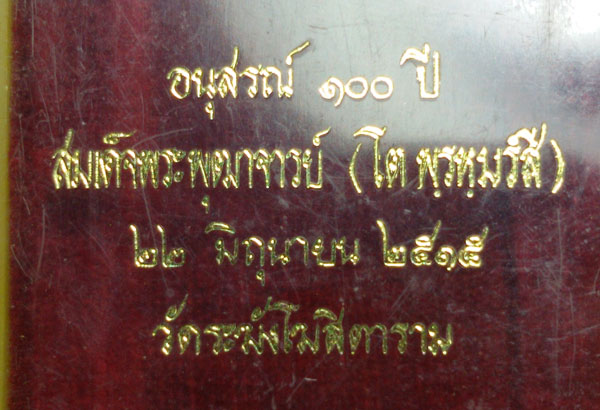 อนุสรณ์ ๑๐๐ ปี
สมเด็จพระพุฒาจารย์ (โต พฺรหฺมรํสี)
๒๒ มิถุนายน ๒๕๑๕
วัดระฆังโฆสิตาราม